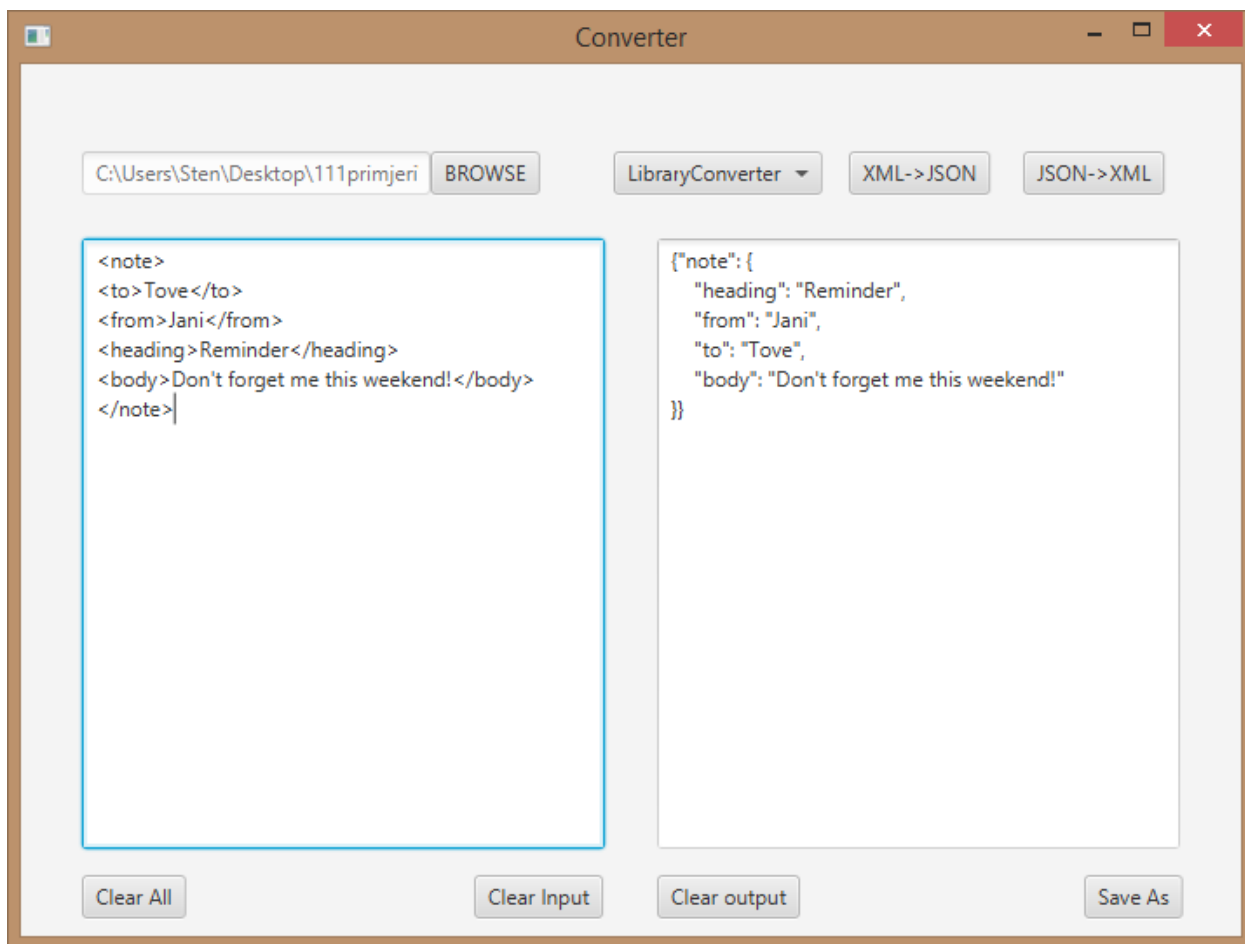 Converter
C:\Users\Sten\Desktop\111primjeri BROWSE LibraryConverter XML->JSON JSON->XML
<note>
<to>Tove</to>
<from>Jani</from>
<heading>Reminder</heading>
<body>Don't forget me this weekend!</body>
</note>
{"note": {
"heading": "Reminder",
"from": "Jani",
"to": "Tove",
"body": "Don't forget me this weekend!"
}}
Clear All Clear Input Clear output Save As